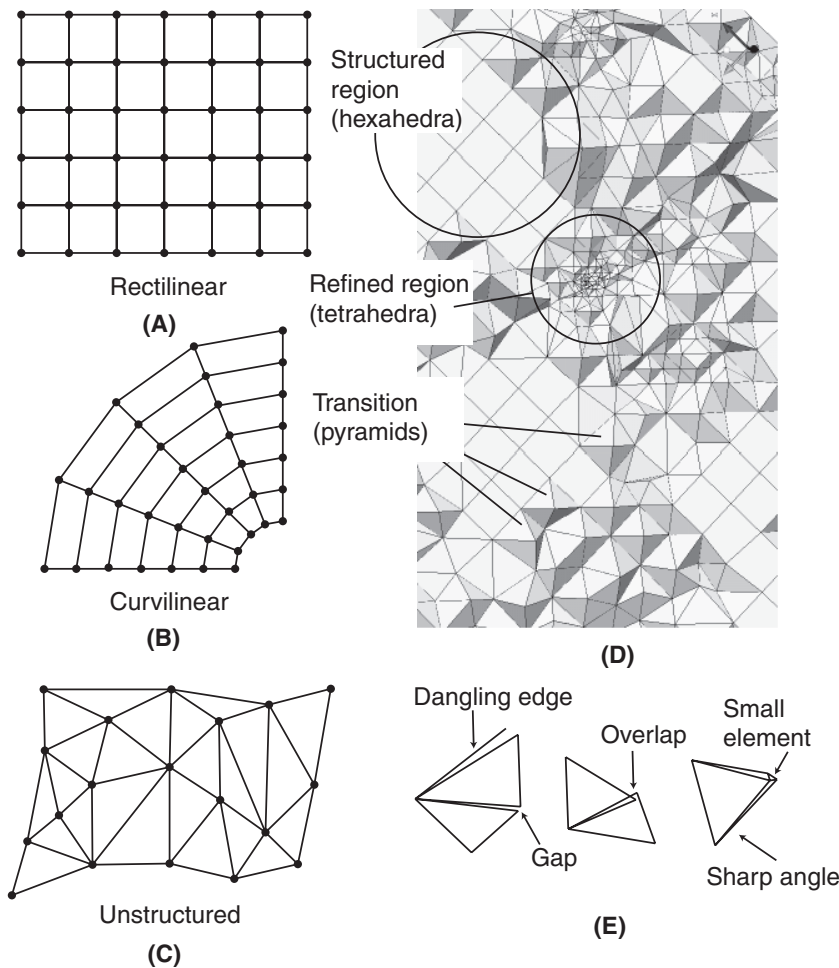 Rectilinear
(A)
Curvilinear
(B)
Unstructured
(C)
Structured
region
(hexahedra)
Refined region
(tetrahedra)
Transition
(pyramids)
(D)
Dangling edge
Gap
Overlap
Small
element
Sharp angle
(E)